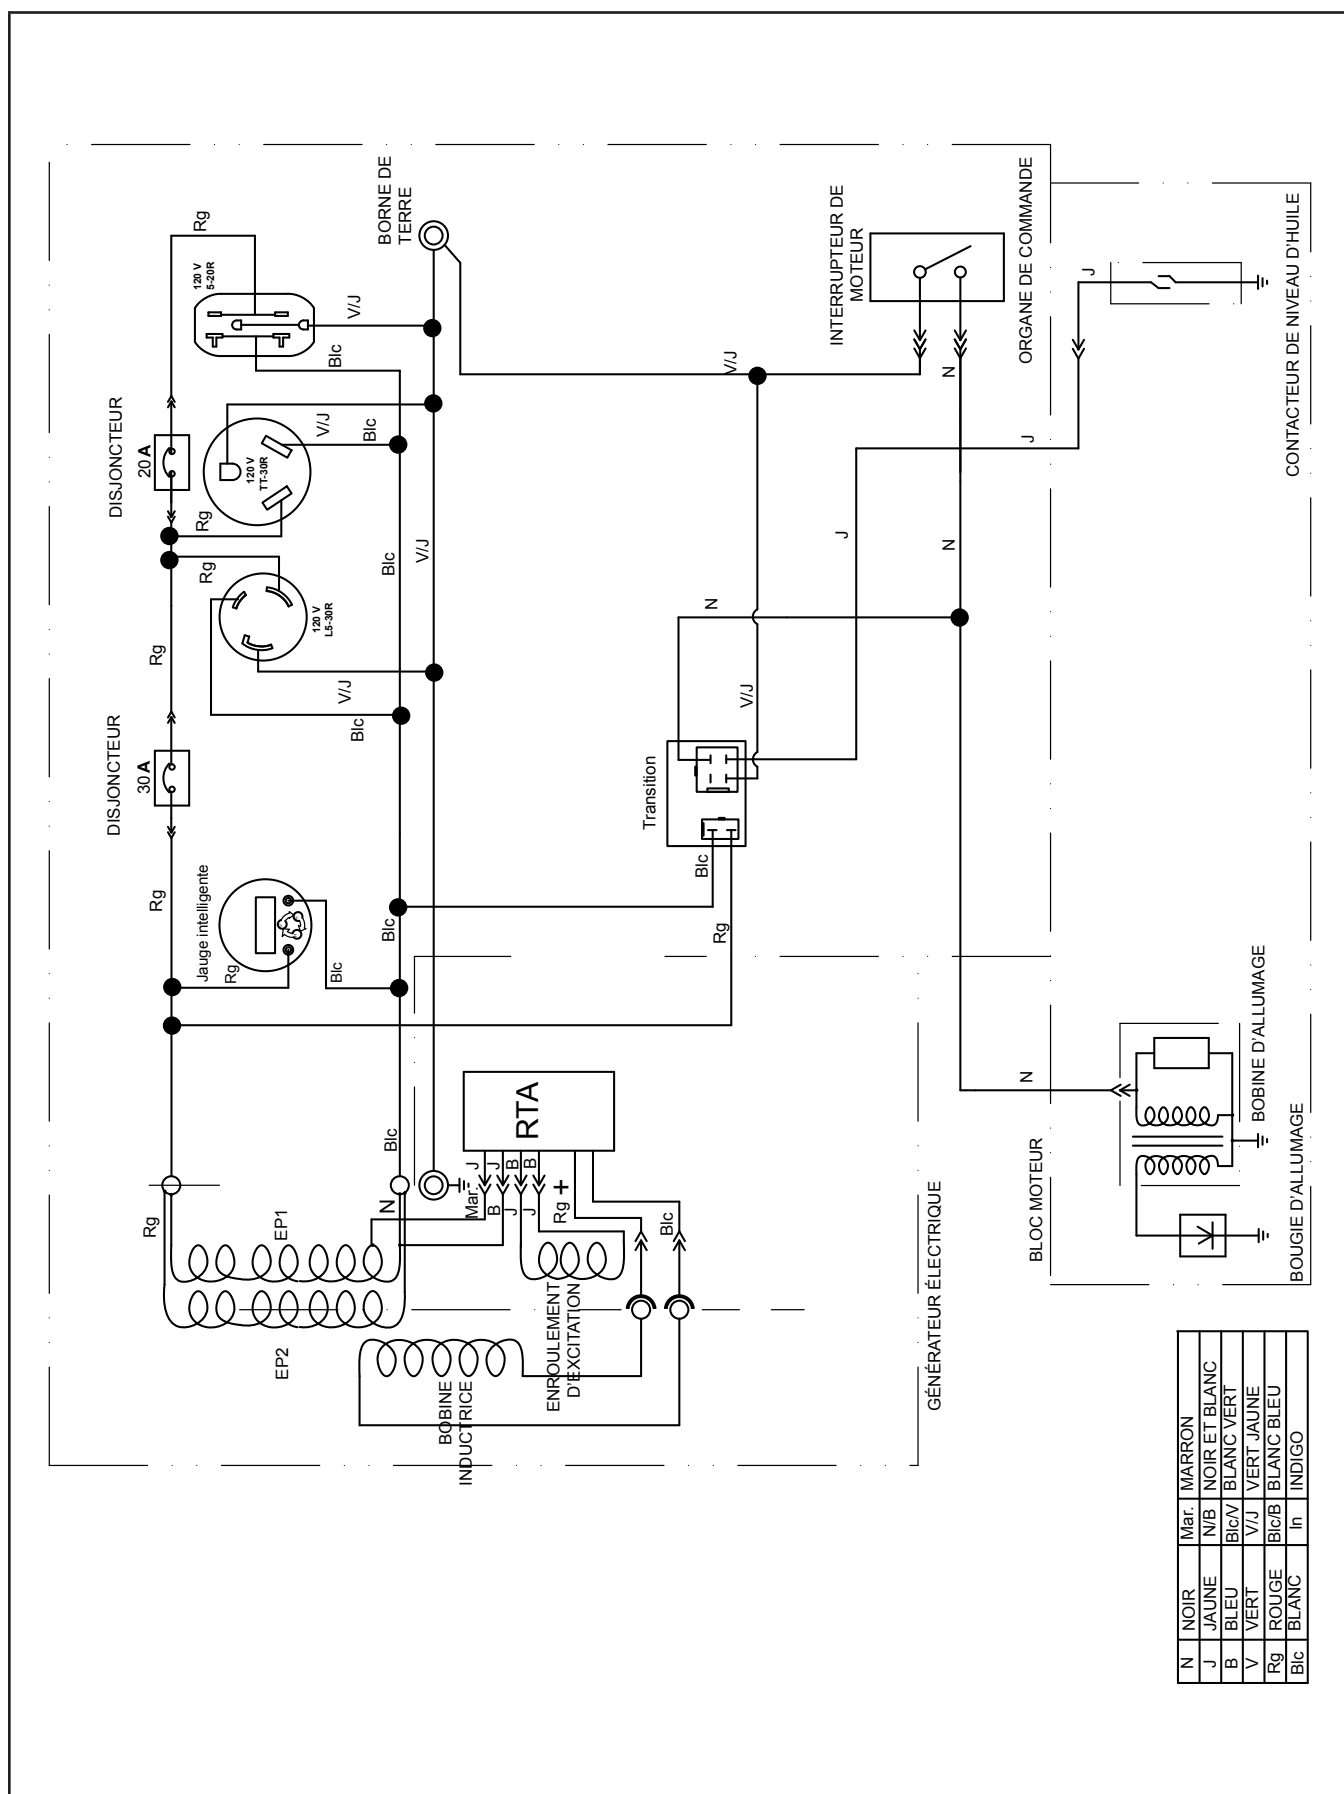 DISJONCTEUR
30 A
DISJONCTEUR
20 A
Rg
Rg
Rg
Rg
Rg
Rg
Rg
Jauge intelligente
Blc
120 V
L5-30R
V/J
Blc
120 V
TT-30R
V/J
Blc
120 V
5-20R
V/J
Blc
BORNE DE
TERRE
Blc
Blc
Blc
V/J
N
EP1
EP2
Mar.
J
B
J
J
B
J
B
Rg +
Blc
RTA
BOBINE
INDUCTRICE
ENROULEMENT
D'EXCITATION
Transition
Blc
Rg
N
V/J
V/J
J
J
J
INTERRUPTEUR DE
MOTEUR
N
N
N
GÉNÉRATEUR ÉLECTRIQUE
ORGANE DE COMMANDE
BLOC MOTEUR
BOBINE D'ALLUMAGE
BOUGIE D'ALLUMAGE
CONTACTEUR DE NIVEAU D'HUILE
N NOIR Mar. MARRON
J JAUNE N/B NOIR ET BLANC
B BLEU Blc/V BLANC VERT
V VERT V/J VERT JAUNE
Rg ROUGE Blc/B BLANC BLEU
Blc BLANC In INDIGO